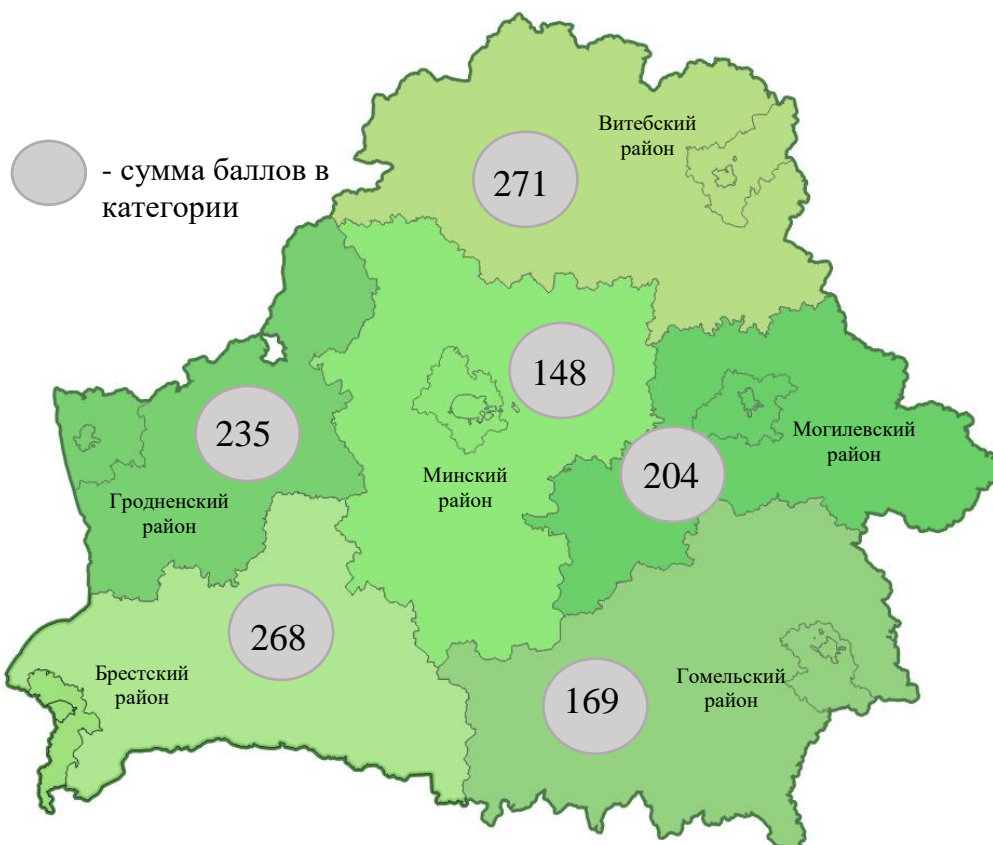 Витебский
район
271
- сумма баллов в
категории
148
235
Могилевский
район
204
Минский
район
Гродненский
район
268
Брестский
район
169
Гомельский
район